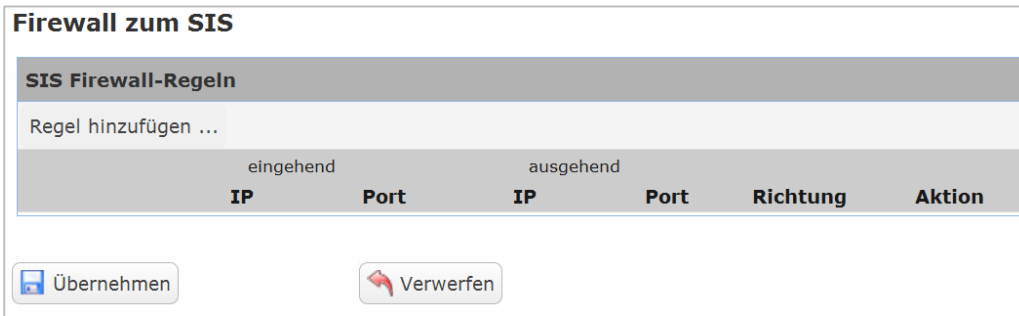 Firewall zum SIS
SIS Firewall-Regeln
Regel hinzufügen ...
eingehend ausgehend
IP Port IP Port Richtung Aktion
Übernehmen Verwerfen